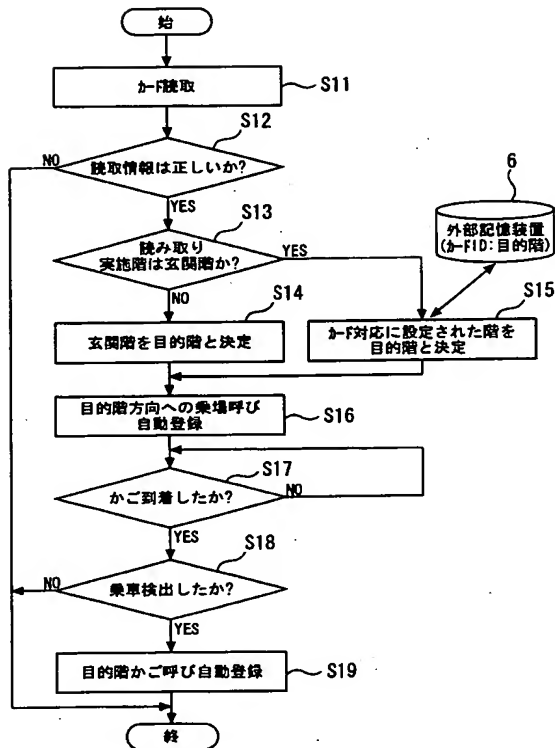 始
カード読取
S11
S12
読取情報は正しいか?
NO
YES
S13
読み取り
実施階は玄関階か?
YES
NO
6
外部記憶装置
(カードID:目的階)
S14
玄関階を目的階と決定
S15
カード対応に設定された階を
目的階と決定
目的階方向への乗場呼び
自動登録
S16
S17
かご到着したか?
NO
YES
S18
乗車検出したか?
NO
YES
目的階かご呼び自動登録
S19
終